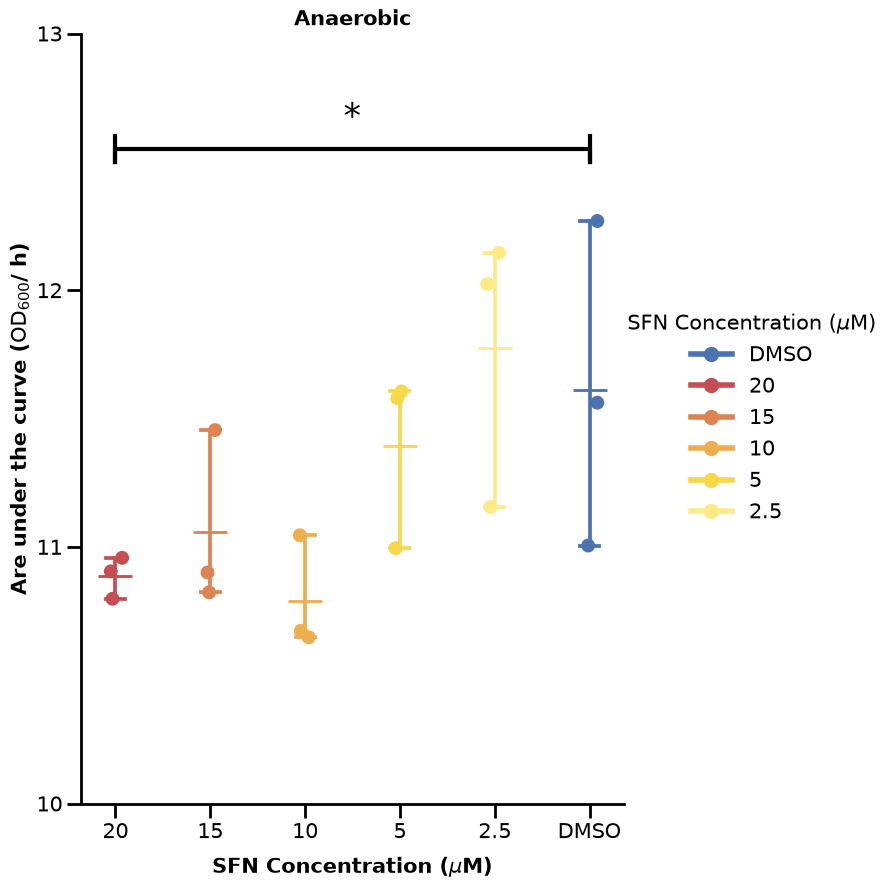 Anaerobic
13
*
12
11
10
Are under the curve (OD₆₀₀/ h)
20 15 10 5 2.5 DMSO
SFN Concentration (μM)
SFN Concentration (μM)
DMSO
20
15
10
5
2.5